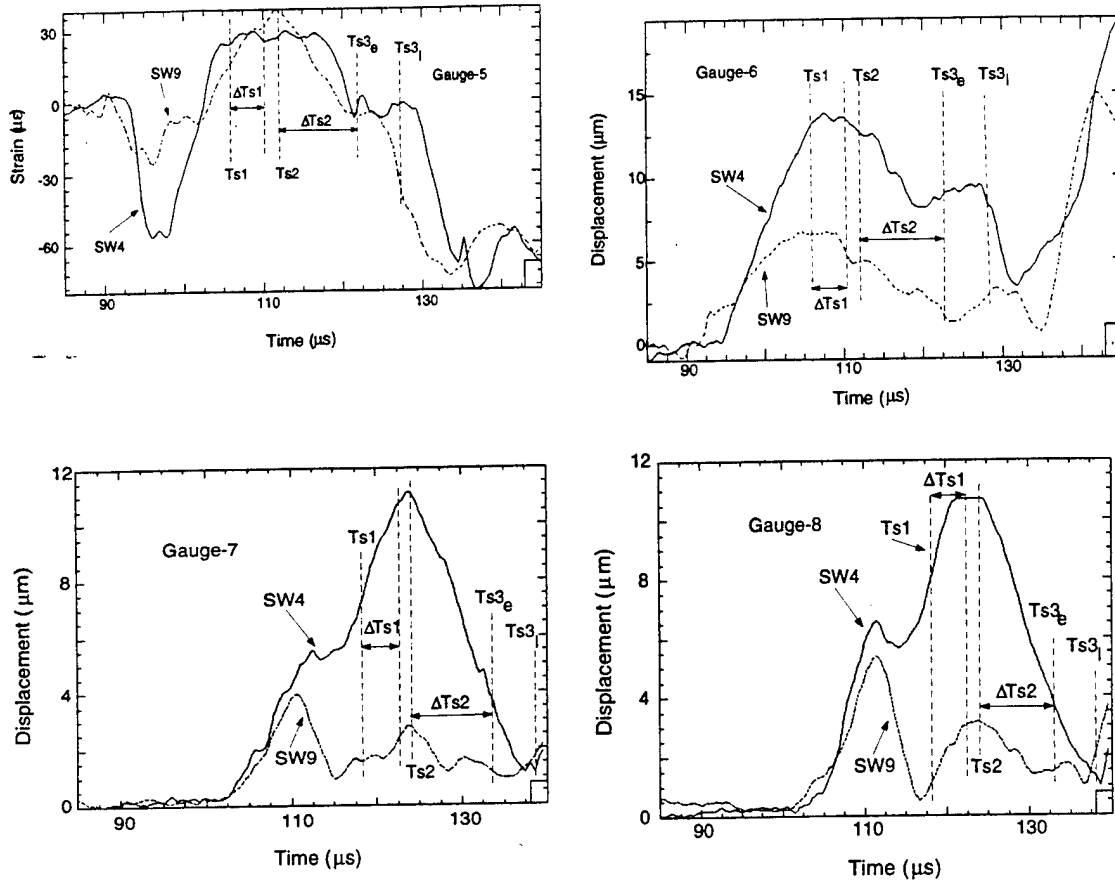 30
0
-30
-60
Strain (με)
SW9
SW4
ΔTs1
ΔTs2
Ts1
Ts2
Ts3e
Ts3l
Gauge-5
90
110
130
Time (μs)
15
10
5
0
Displacement (μm)
Gauge-6
Ts1
Ts2
Ts3e
Ts3l
SW4
ΔTs2
ΔTs1
SW9
90
110
130
Time (μs)
12
8
4
0
Displacement (μm)
Gauge-7
Ts1
SW4
ΔTs1
Ts3e
Ts3l
ΔTs2
SW9
Ts2
90
110
130
Time (μs)
12
8
4
0
Displacement (μm)
Gauge-8
ΔTs1
Ts1
SW4
Ts3e
Ts3l
ΔTs2
SW9
Ts2
90
110
130
Time (μs)